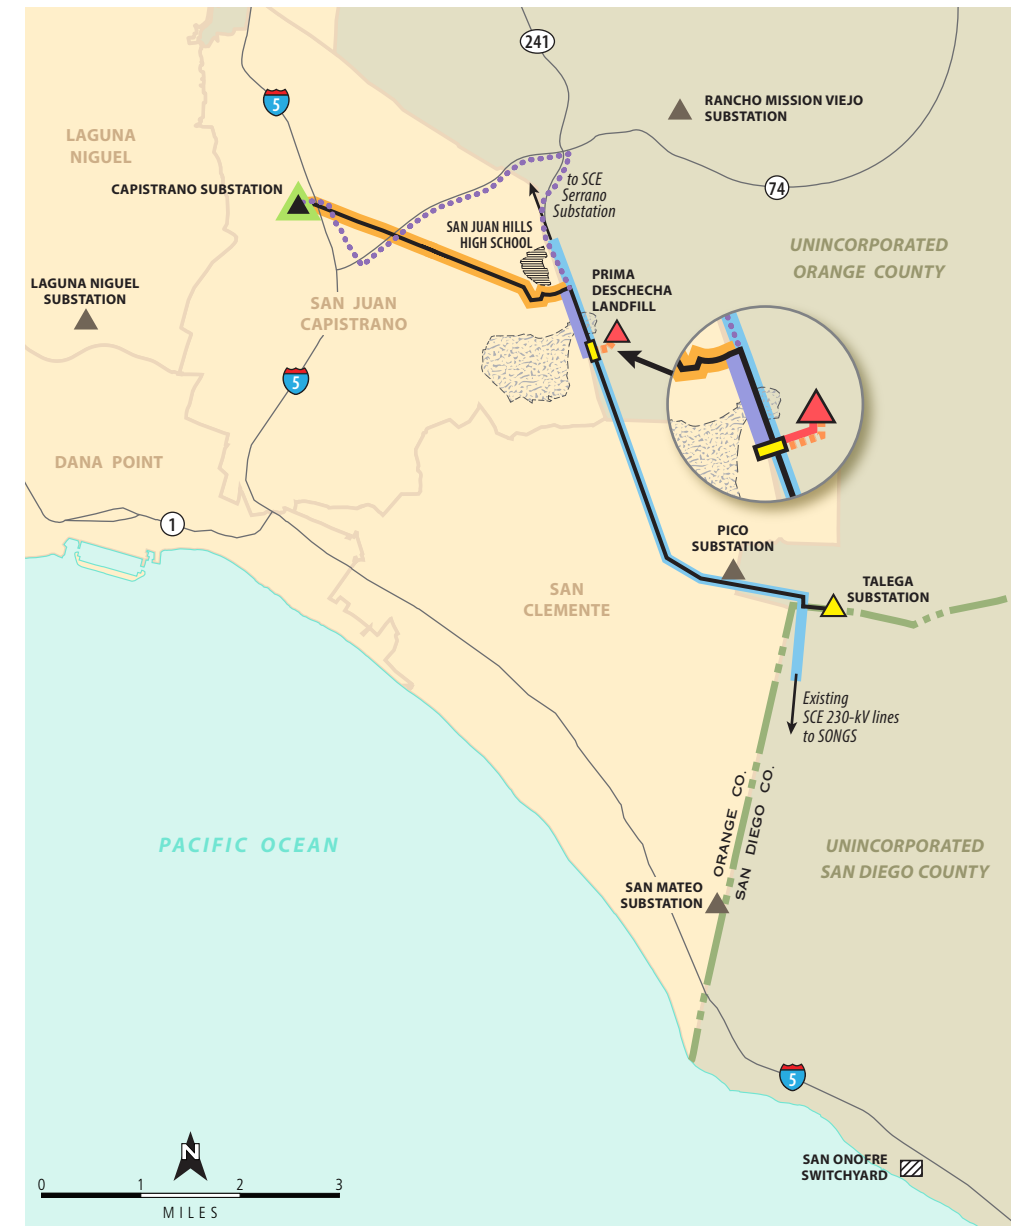 241
5
RANCHO MISSION VIEJO
SUBSTATION
LAGUNA
NIGUEL
CAPISTRANO SUBSTATION
to SCE
Serrano
Substation
74
SAN JUAN HILLS
HIGH SCHOOL
UNINCORPORATED
ORANGE COUNTY
LAGUNA NIGUEL
SUBSTATION
PRIMA
DESCHECHA
LANDFILL
SAN JUAN
CAPISTRANO
5
DANA POINT
1
PICO
SUBSTATION
SAN
CLEMENTE
TALEGA
SUBSTATION
Existing
SCE 230-kV lines
to SONGS
ORANGE CO.
SAN DIEGO CO.
PACIFIC OCEAN
UNINCORPORATED
SAN DIEGO COUNTY
SAN MATEO
SUBSTATION
5
SAN ONOFRE
SWITCHYARD
N
0 1 2 3
MILES